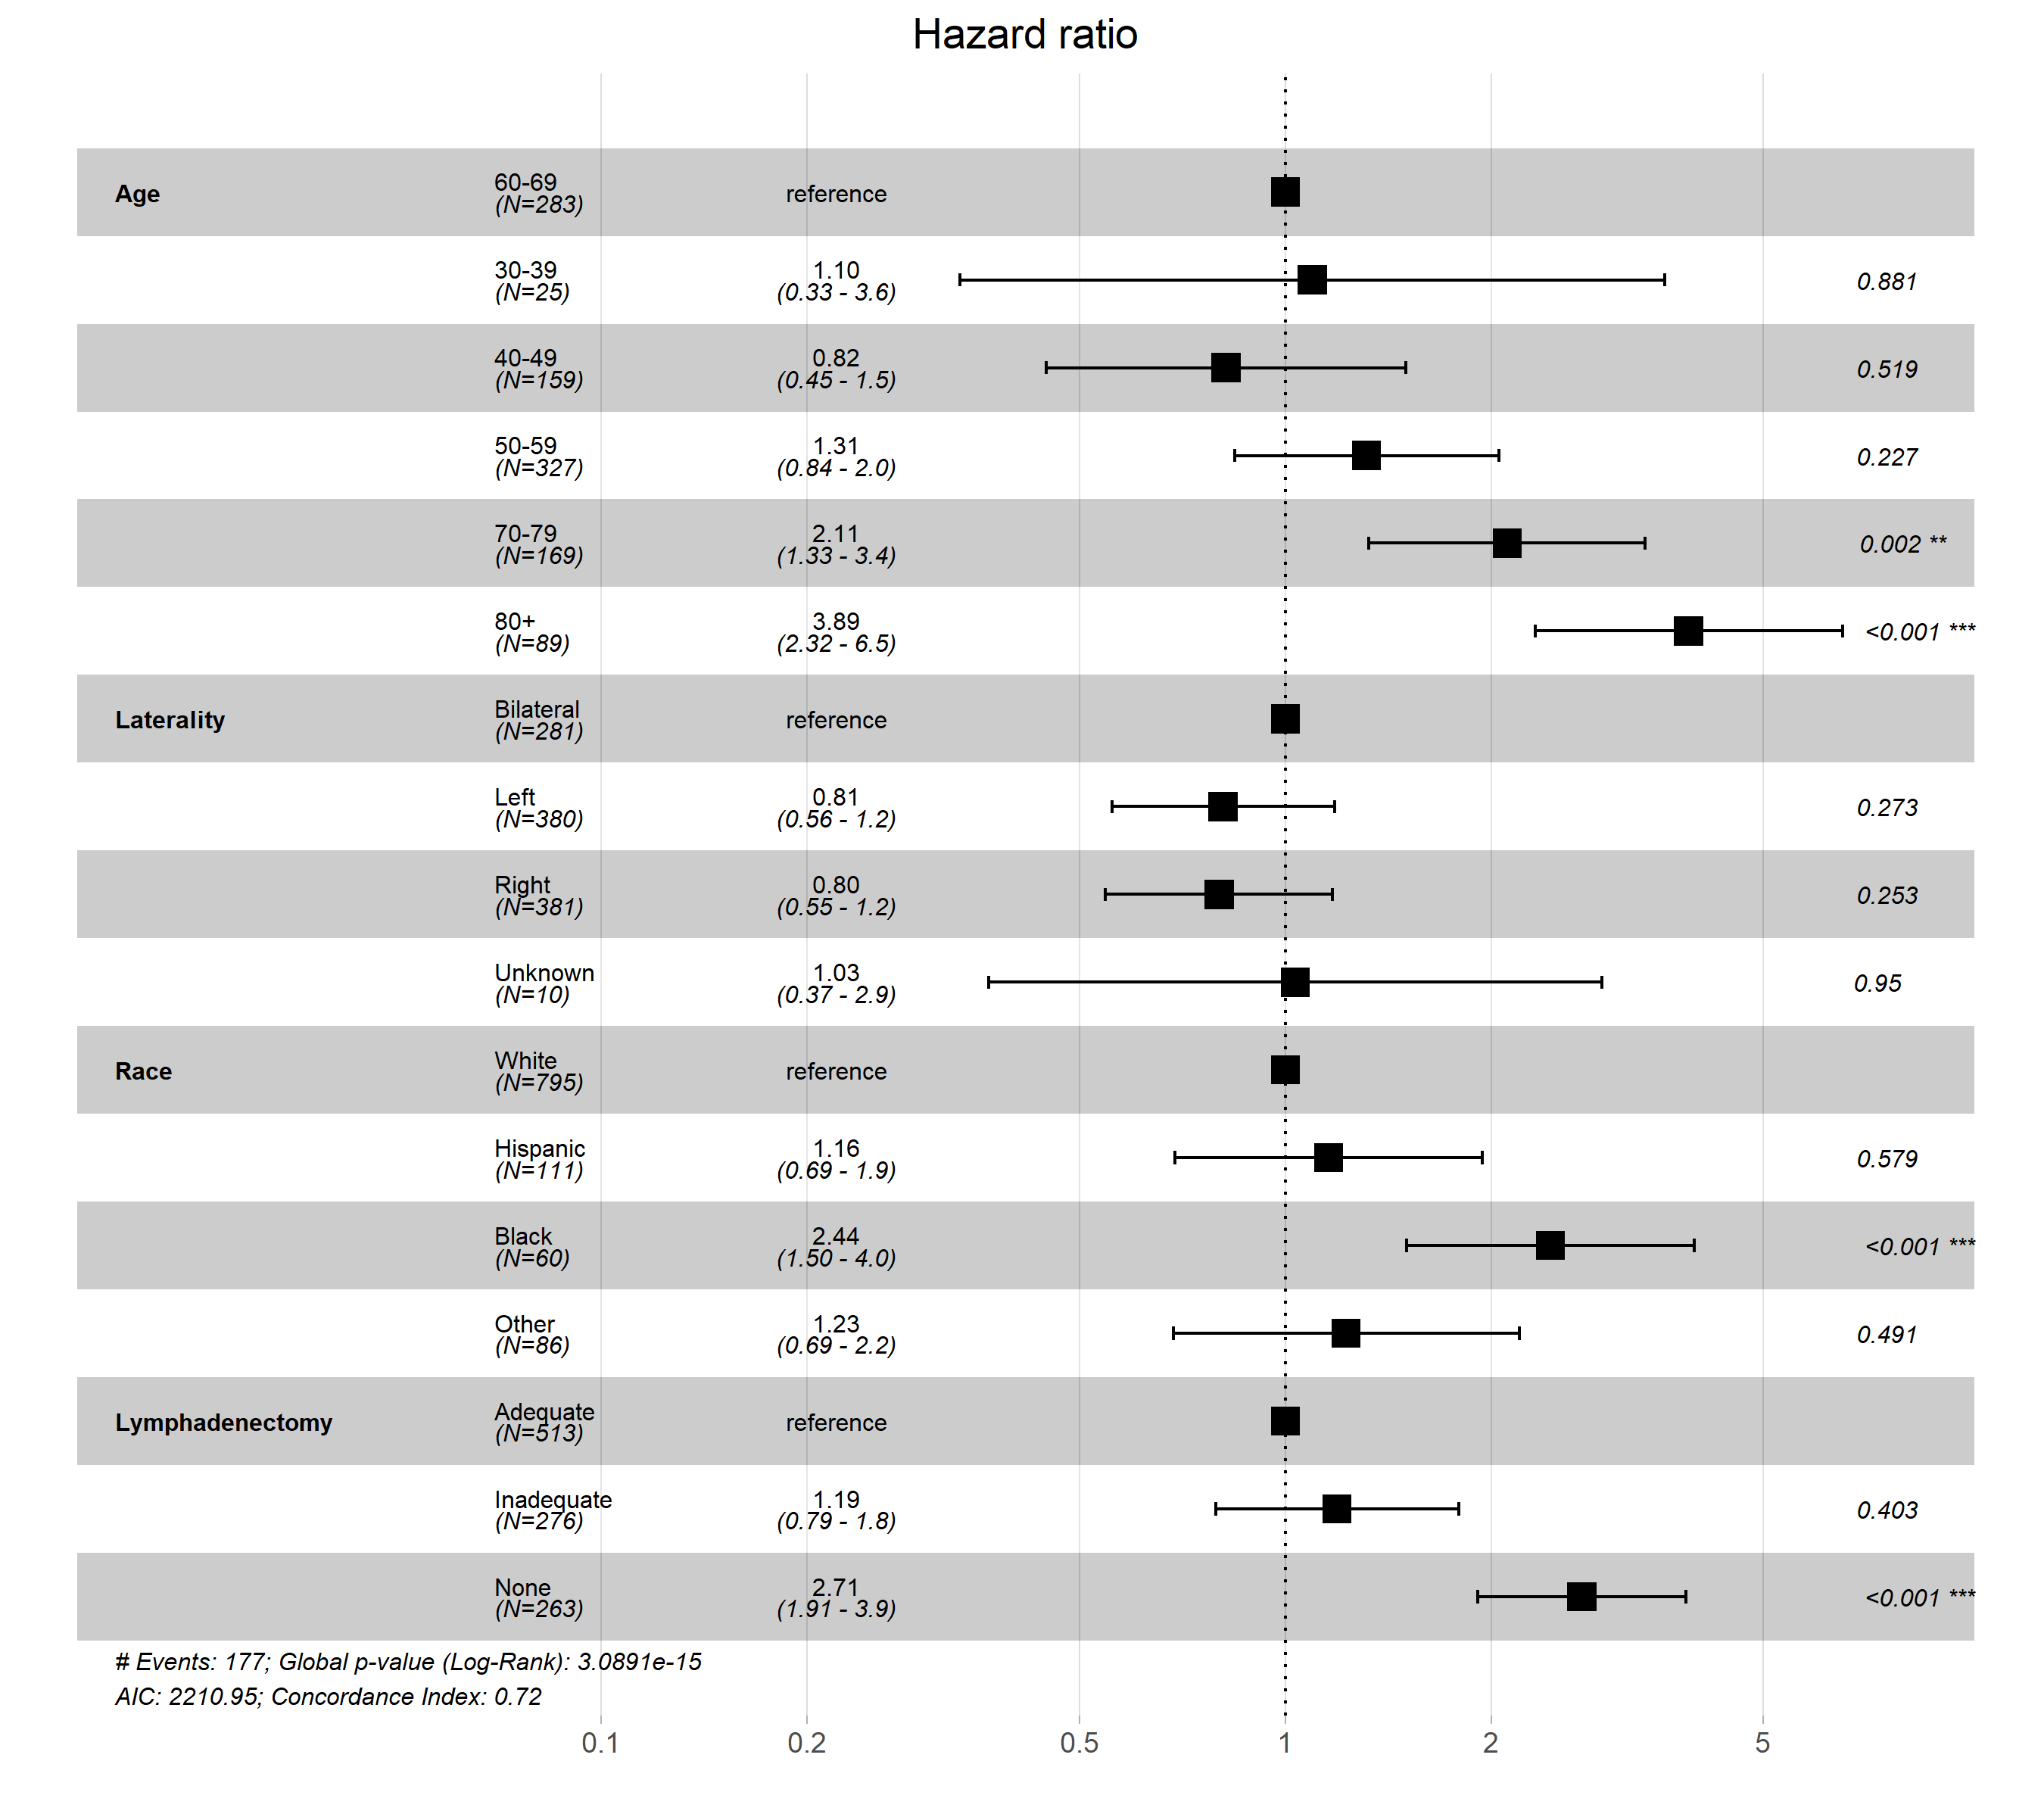 Hazard ratio
Age
60-69
(N=283)
reference
30-39
(N=25)
1.10
(0.33 - 3.6)
0.881
40-49
(N=159)
0.82
(0.45 - 1.5)
0.519
50-59
(N=327)
1.31
(0.84 - 2.0)
0.227
70-79
(N=169)
2.11
(1.33 - 3.4)
0.002 **
80+
(N=89)
3.89
(2.32 - 6.5)
<0.001 ***
Laterality
Bilateral
(N=281)
reference
Left
(N=380)
0.81
(0.56 - 1.2)
0.273
Right
(N=381)
0.80
(0.55 - 1.2)
0.253
Unknown
(N=10)
1.03
(0.37 - 2.9)
0.95
Race
White
(N=795)
reference
Hispanic
(N=111)
1.16
(0.69 - 1.9)
0.579
Black
(N=60)
2.44
(1.50 - 4.0)
<0.001 ***
Other
(N=86)
1.23
(0.69 - 2.2)
0.491
Lymphadenectomy
Adequate
(N=513)
reference
Inadequate
(N=276)
1.19
(0.79 - 1.8)
0.403
None
(N=263)
2.71
(1.91 - 3.9)
<0.001 ***
# Events: 177; Global p-value (Log-Rank): 3.0891e-15
AIC: 2210.95; Concordance Index: 0.72
0.1 0.2 0.5 1 2 5